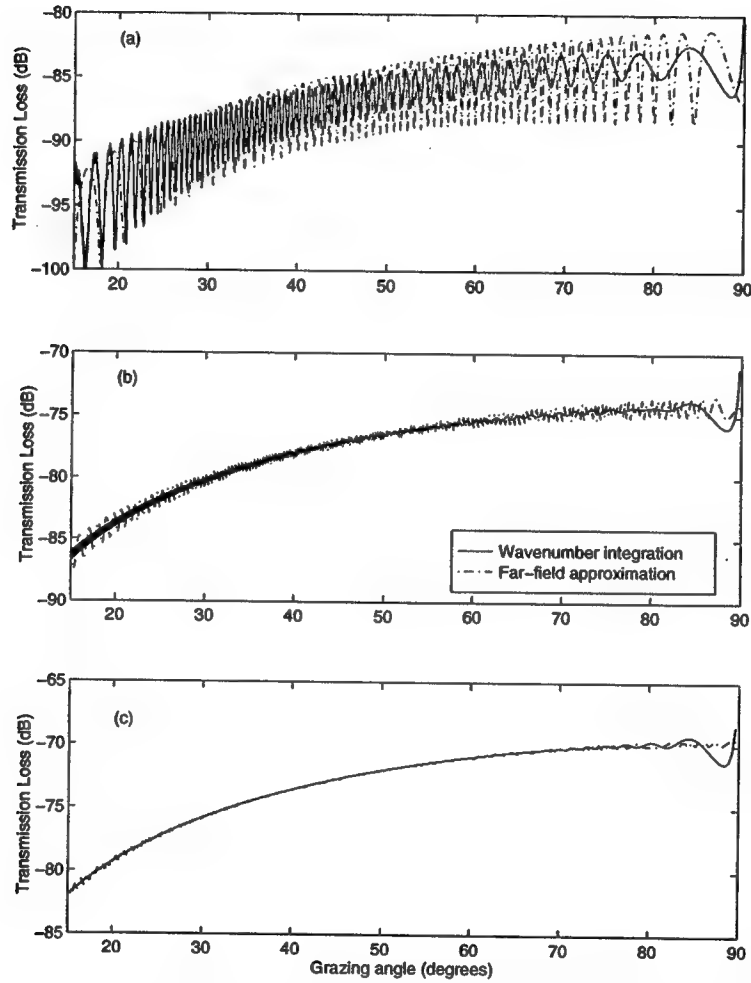 −80
(a)
−85
−90
−95
−100
Transmission Loss (dB)
20 30 40 50 60 70 80 90
−70
(b)
−75
−80
−85
−90
Transmission Loss (dB)
Wavenumber integration
Far−field approximation
20 30 40 50 60 70 80 90
−65
(c)
−70
−75
−80
−85
Transmission Loss (dB)
20 30 40 50 60 70 80 90
Grazing angle (degrees)